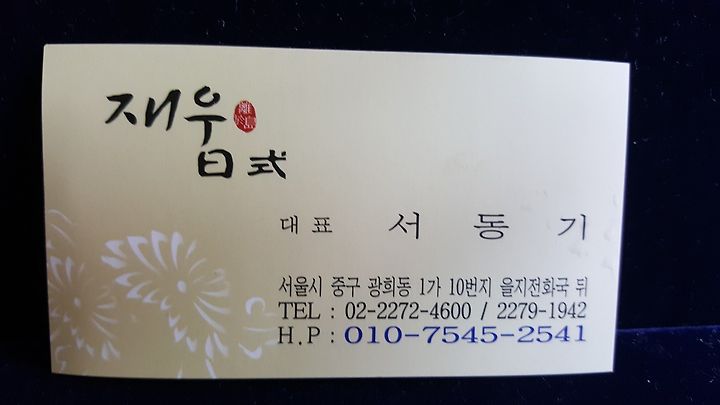 재우
日式
대표 서동기
서울시 중구 광희동 1가 10번지 을지전화국 뒤
TEL : 02-2272-4600 / 2279-1942
H.P : 010-7545-2541